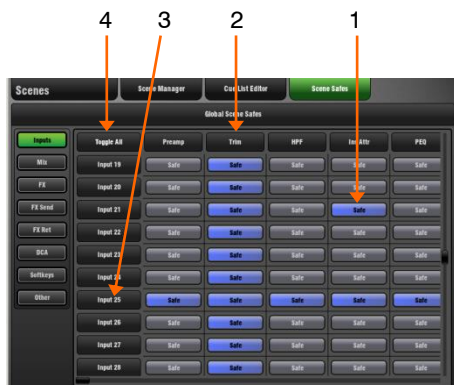 4 3 2 1
Scenes Scene Manager Cue List Editor Scene Safes
Global Scene Safes
Inputs Toggle All Preamp Trim HPF Ins Attr PEQ
Input 19 Safe Safe Safe Safe Safe
Mix
Input 20 Safe Safe Safe Safe Safe
FX
Input 21 Safe Safe Safe Safe Safe
FX Send
Input 22 Safe Safe Safe Safe Safe
FX Ret
Input 23 Safe Safe Safe Safe Safe
DCA
Input 24 Safe Safe Safe Safe Safe
Softkeys
Input 25 Safe Safe Safe Safe Safe
Other
Input 26 Safe Safe Safe Safe Safe
Input 27 Safe Safe Safe Safe Safe
Input 28 Safe Safe Safe Safe Safe